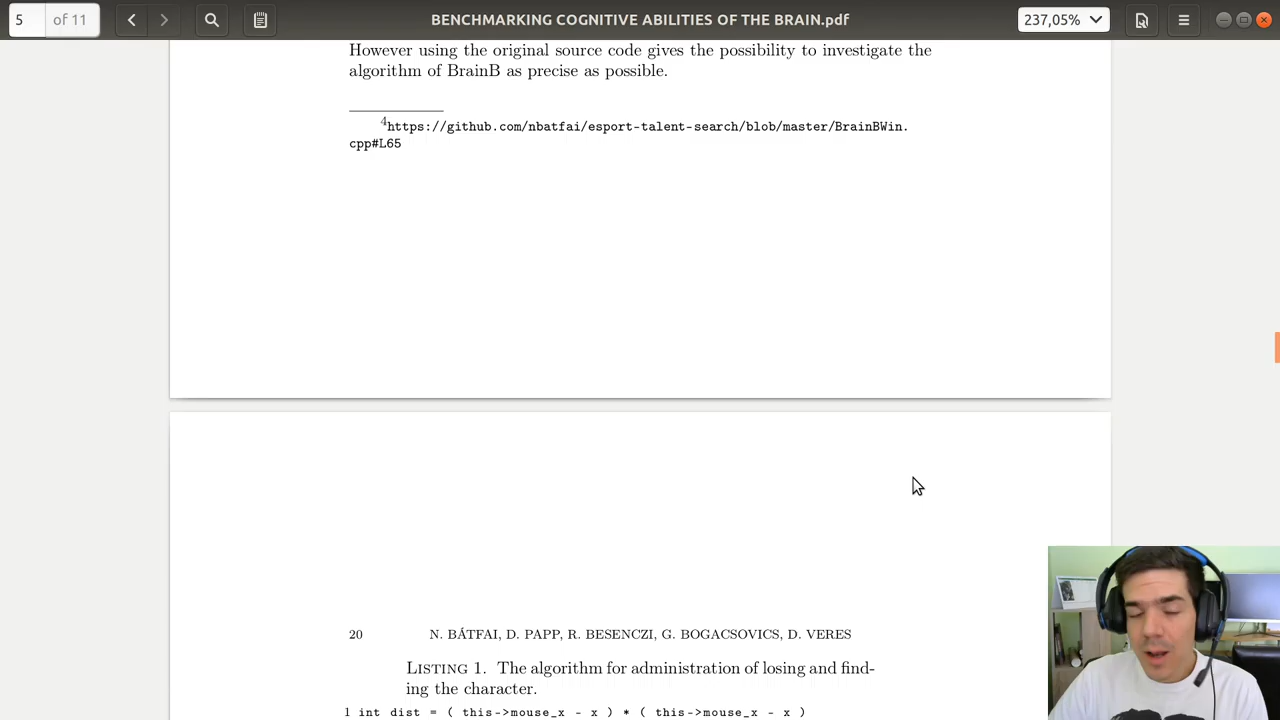 5 of 11 BENCHMARKING COGNITIVE ABILITIES OF THE BRAIN.pdf 237,05%
However using the original source code gives the possibility to investigate the
algorithm of BrainB as precise as possible.
4https://github.com/nbatfai/esport-talent-search/blob/master/BrainBWin.
cpp#L65
20 N. BÁTFAI, D. PAPP, R. BESENCZI, G. BOGACSOVICS, D. VERES
LISTING 1. The algorithm for administration of losing and find-
ing the character.
1 int dist = ( this->mouse_x - x ) * ( this->mouse_x - x )